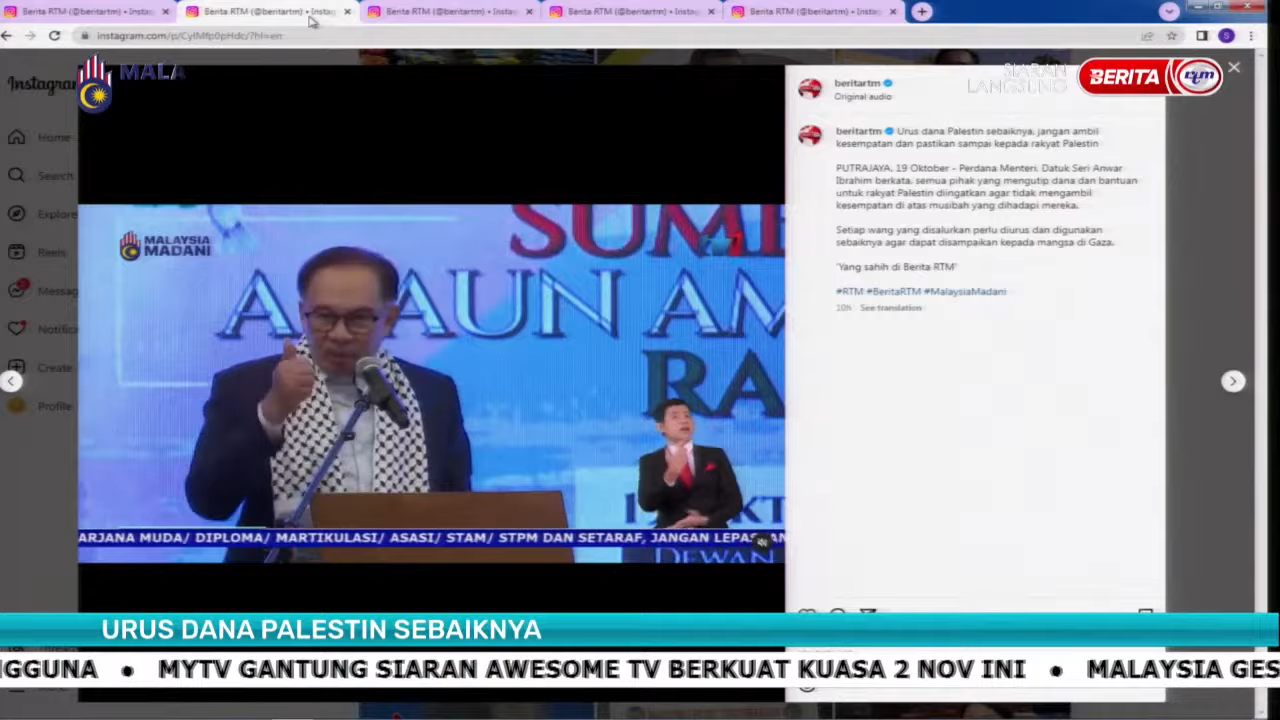 Berita RTM (@beritartm) • Insta
Berita RTM (@beritartm) • Insta
Berita RTM (@beritartm) • Insta
Berita RTM (@beritartm) • Insta
Berita RTM (@beritartm) • Insta
instagram.com/p/CylMfp0pHdc/?hl=en
S
Instagram
MALA
SIARAN
LANGSUNG
BERITA rtm
Home
Search
Explore
Reels
Messag
Notific
Create
Profile
beritartm
Original audio
beritartm Urus dana Palestin sebaiknya, jangan ambil
kesempatan dan pastikan sampai kepada rakyat Palestin
PUTRAJAYA, 19 Oktober - Perdana Menteri, Datuk Seri Anwar
Ibrahim berkata, semua pihak yang mengutip dana dan bantuan
untuk rakyat Palestin diingatkan agar tidak mengambil
kesempatan di atas musibah yang dihadapi mereka.
Setiap wang yang disalurkan perlu diurus dan digunakan
sebaiknya agar dapat disampaikan kepada mangsa di Gaza.
'Yang sahih di Berita RTM'
#RTM #BeritaRTM #MalaysiaMadani
10h See translation
MALAYSIA
MADANI
SUMB
AUN AM
RA
DEWAN
ARJANA MUDA/ DIPLOMA/ MARTIKULASI/ ASASI/ STAM/ STPM DAN SETARAF, JANGAN LEPAS
URUS DANA PALESTIN SEBAIKNYA
NGGUNA • MYTV GANTUNG SIARAN AWESOME TV BERKUAT KUASA 2 NOV INI • MALAYSIA GES